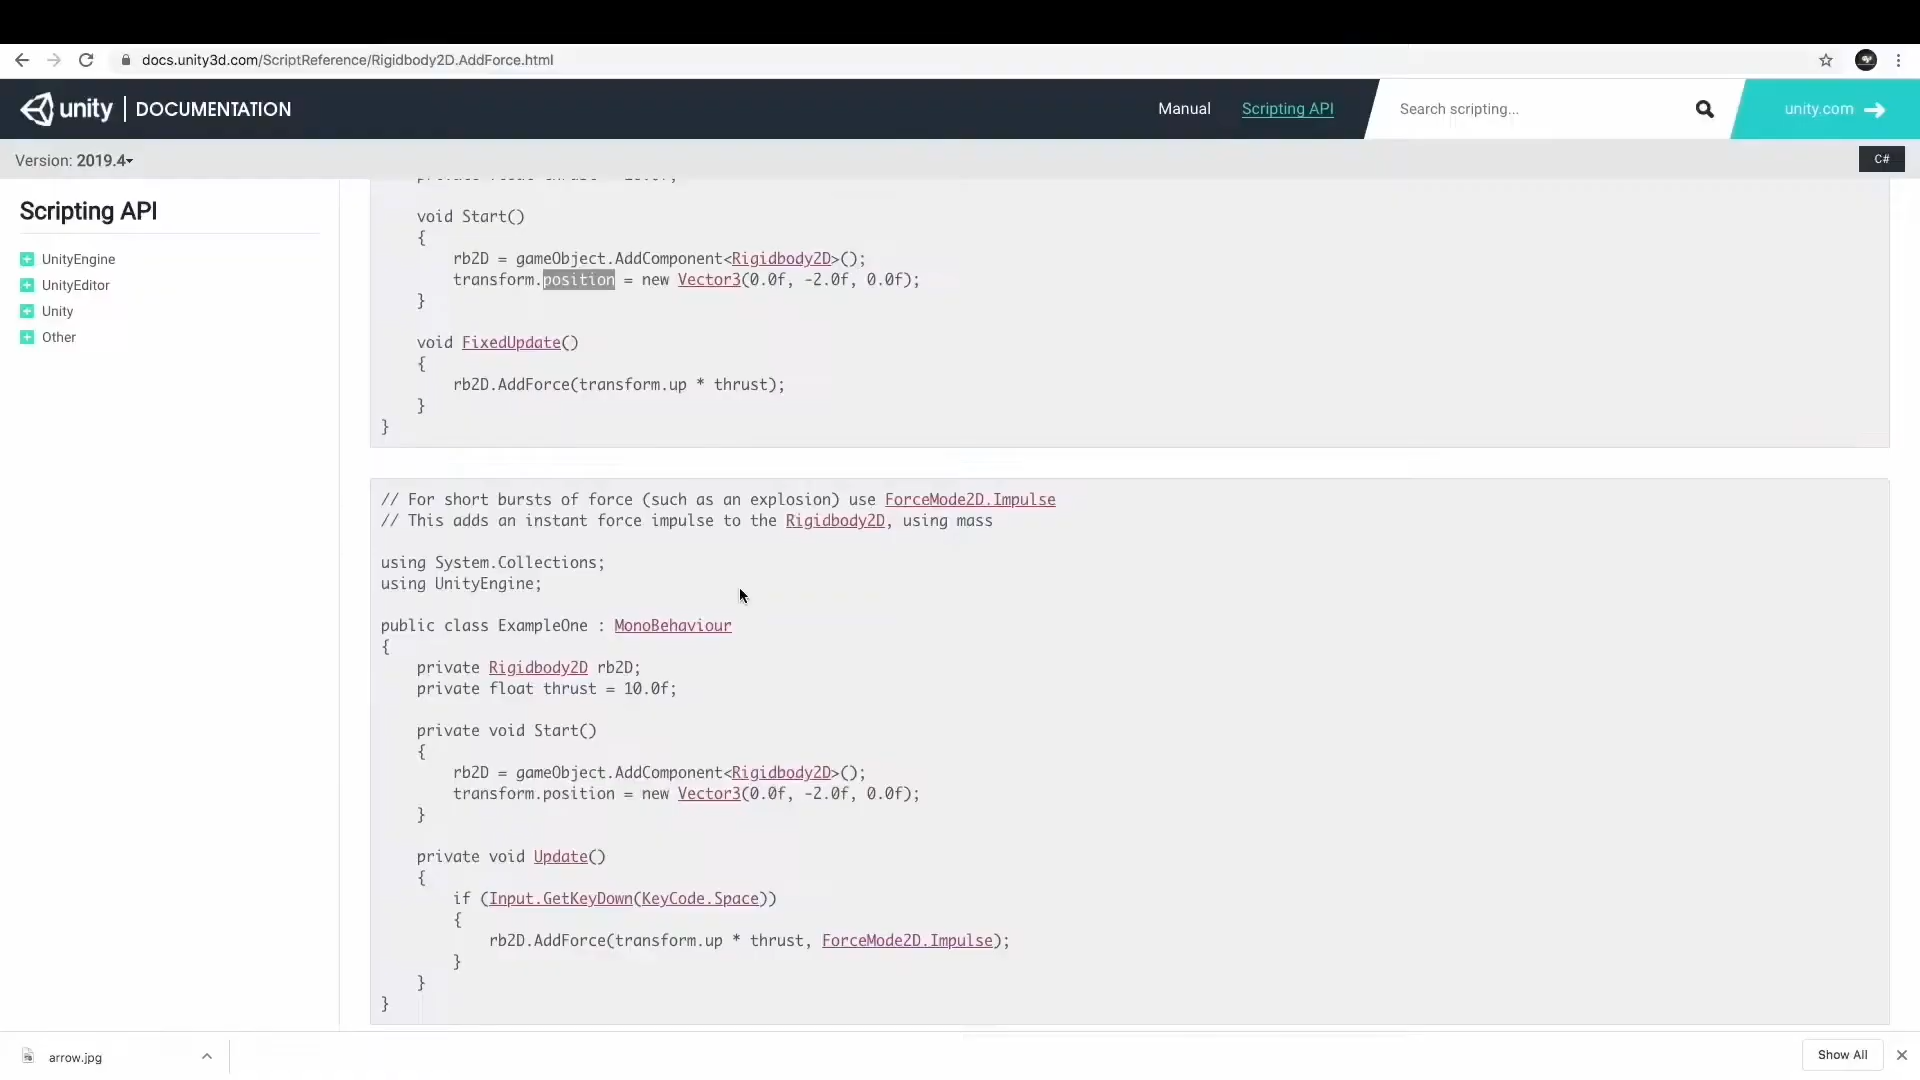 docs.unity3d.com/ScriptReference/Rigidbody2D.AddForce.html
unity | DOCUMENTATION
Manual
Scripting API
Search scripting...
unity.com
Version: 2019.4
C#
Scripting API
UnityEngine
UnityEditor
Unity
Other
void Start()
{
rb2D = gameObject.AddComponent<Rigidbody2D>();
transform.position = new Vector3(0.0f, -2.0f, 0.0f);
}
void FixedUpdate()
{
rb2D.AddForce(transform.up * thrust);
}
}
// For short bursts of force (such as an explosion) use ForceMode2D.Impulse
// This adds an instant force impulse to the Rigidbody2D, using mass
using System.Collections;
using UnityEngine;
public class ExampleOne : MonoBehaviour
{
private Rigidbody2D rb2D;
private float thrust = 10.0f;
private void Start()
{
rb2D = gameObject.AddComponent<Rigidbody2D>();
transform.position = new Vector3(0.0f, -2.0f, 0.0f);
}
private void Update()
{
if (Input.GetKeyDown(KeyCode.Space))
{
rb2D.AddForce(transform.up * thrust, ForceMode2D.Impulse);
}
}
}
arrow.jpg
Show All